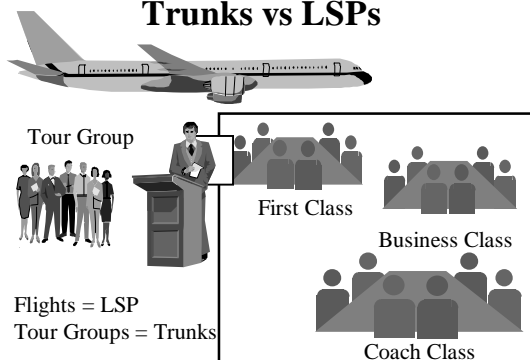 Trunks vs LSPs
Tour Group
First Class
Business Class
Flights = LSP
Tour Groups = Trunks
Coach Class